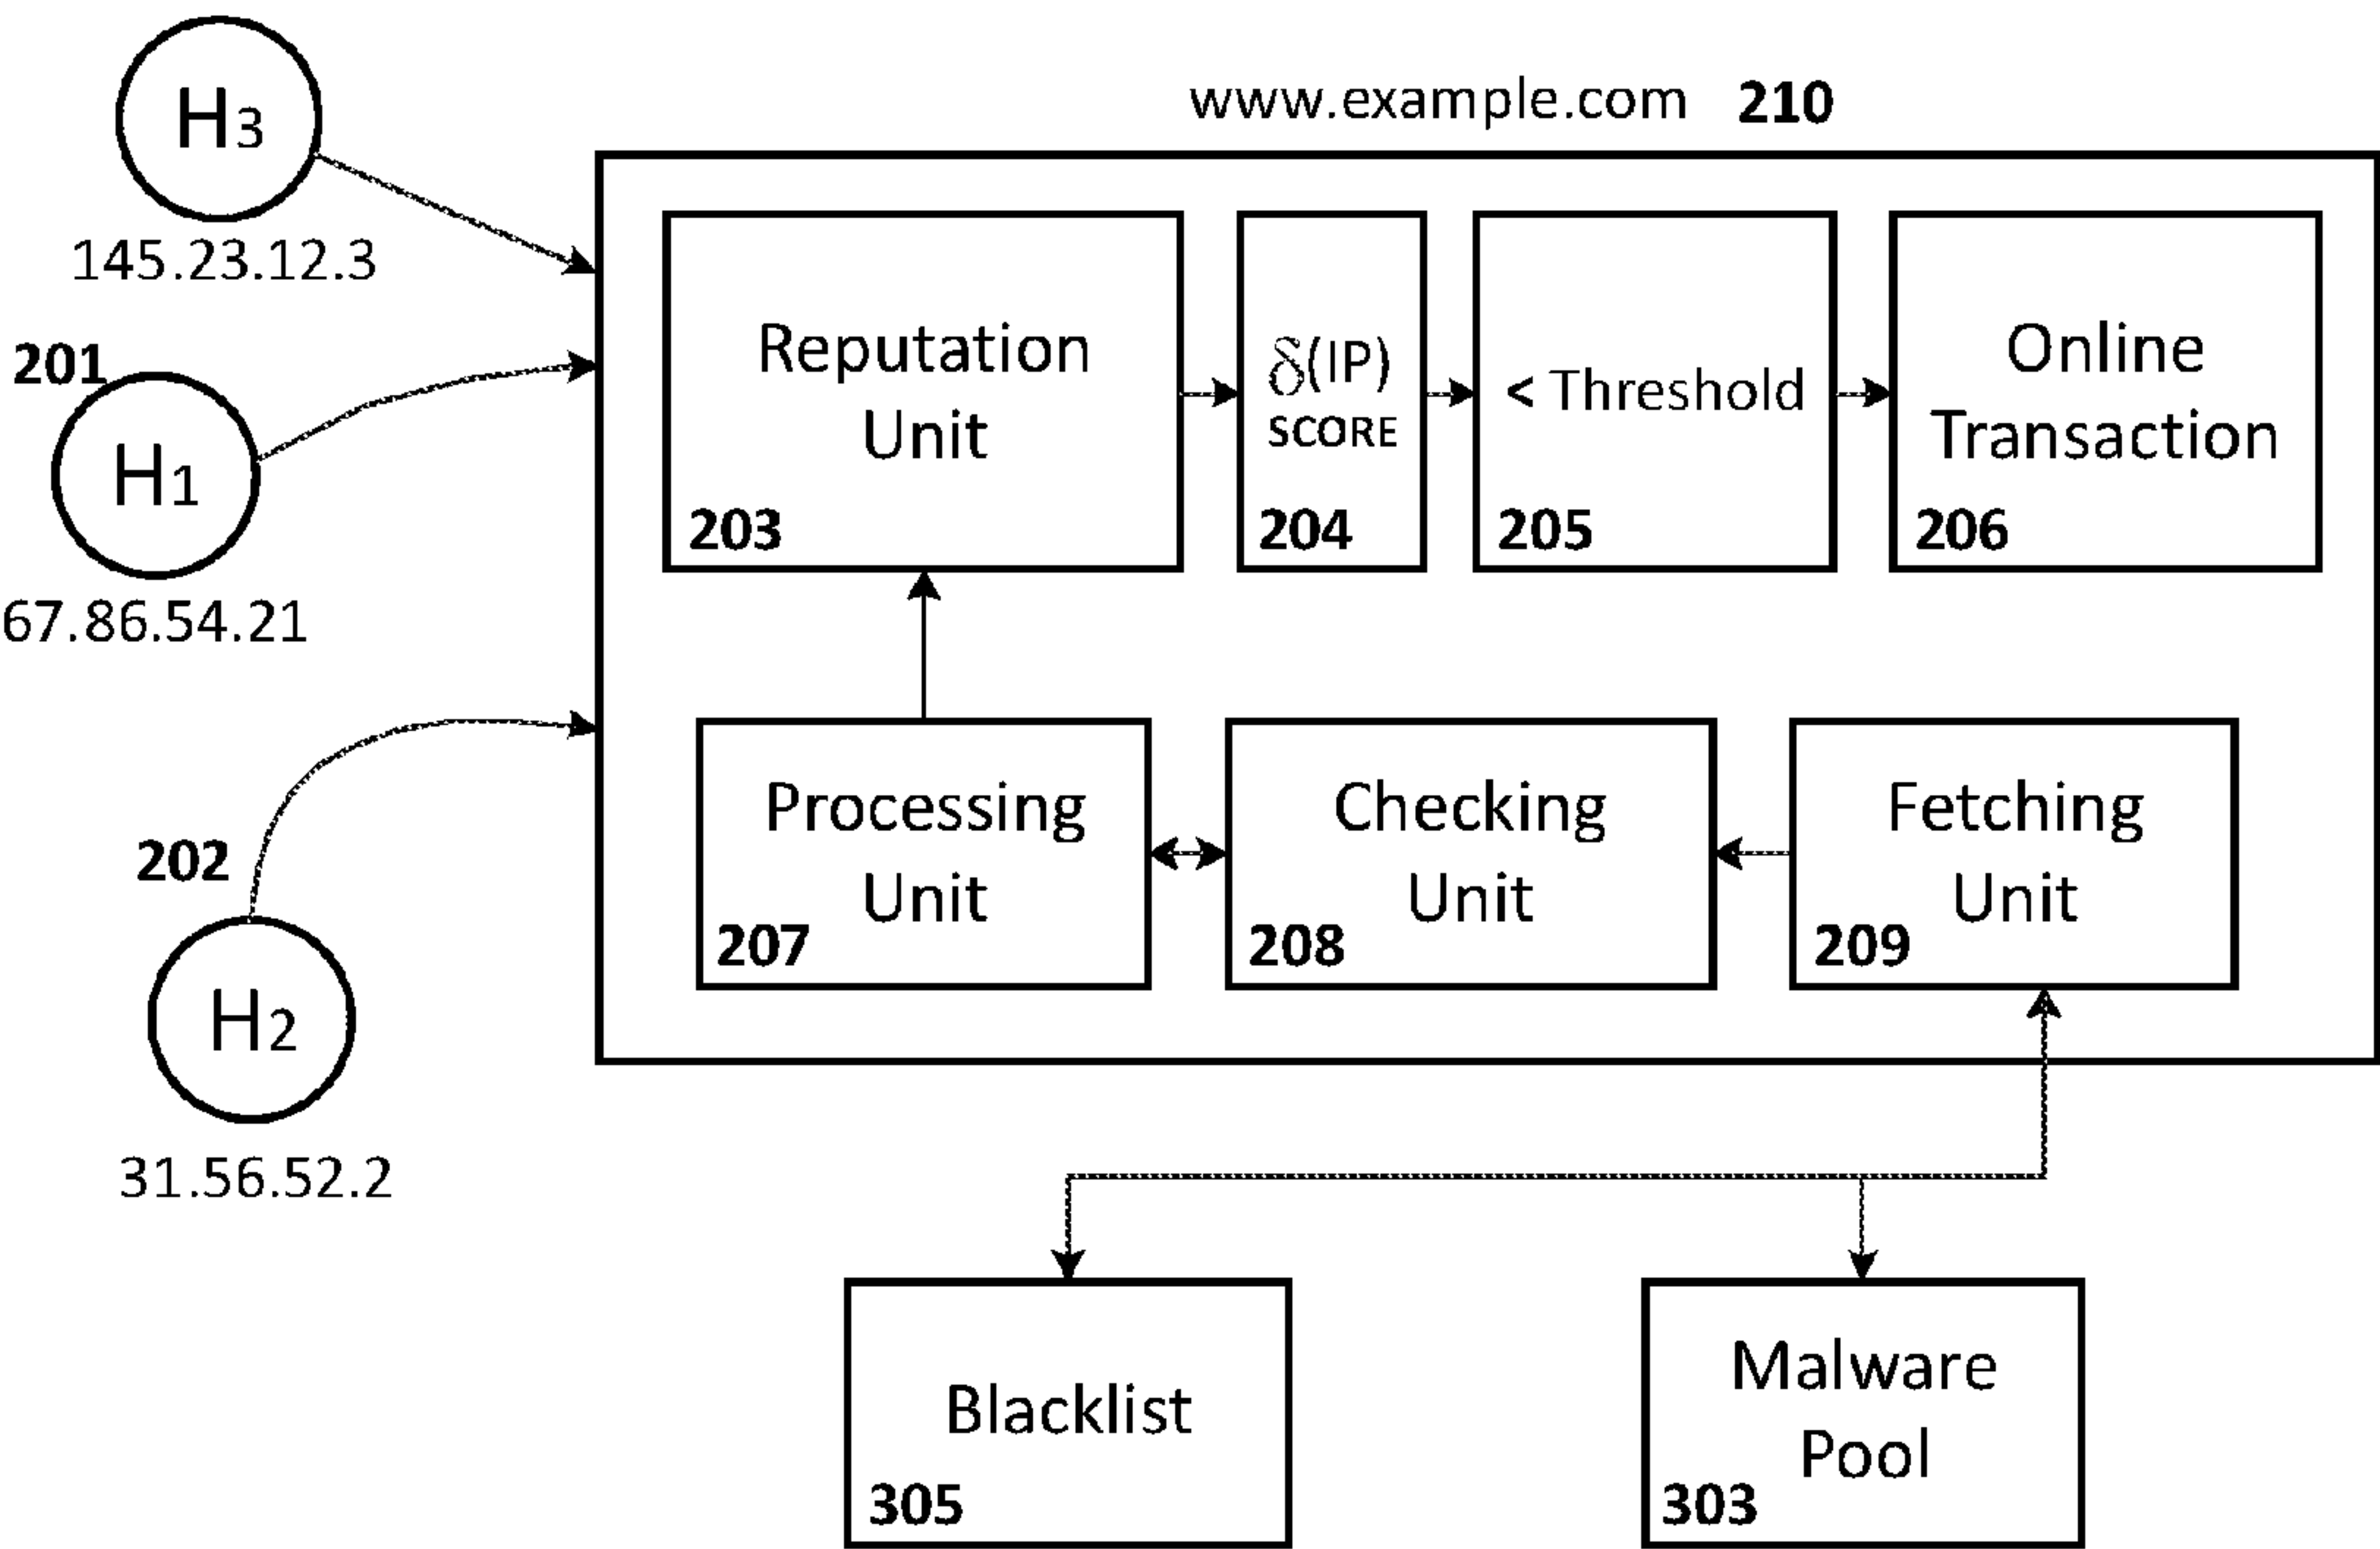 H3
145.23.12.3
201
H1
67.86.54.21
202
H2
31.56.52.2
www.example.com 210
Reputation
Unit
203
δ(IP)
SCORE
204
< Threshold
205
Online
Transaction
206
Processing
Unit
207
Checking
Unit
208
Fetching
Unit
209
Blacklist
305
Malware
Pool
303